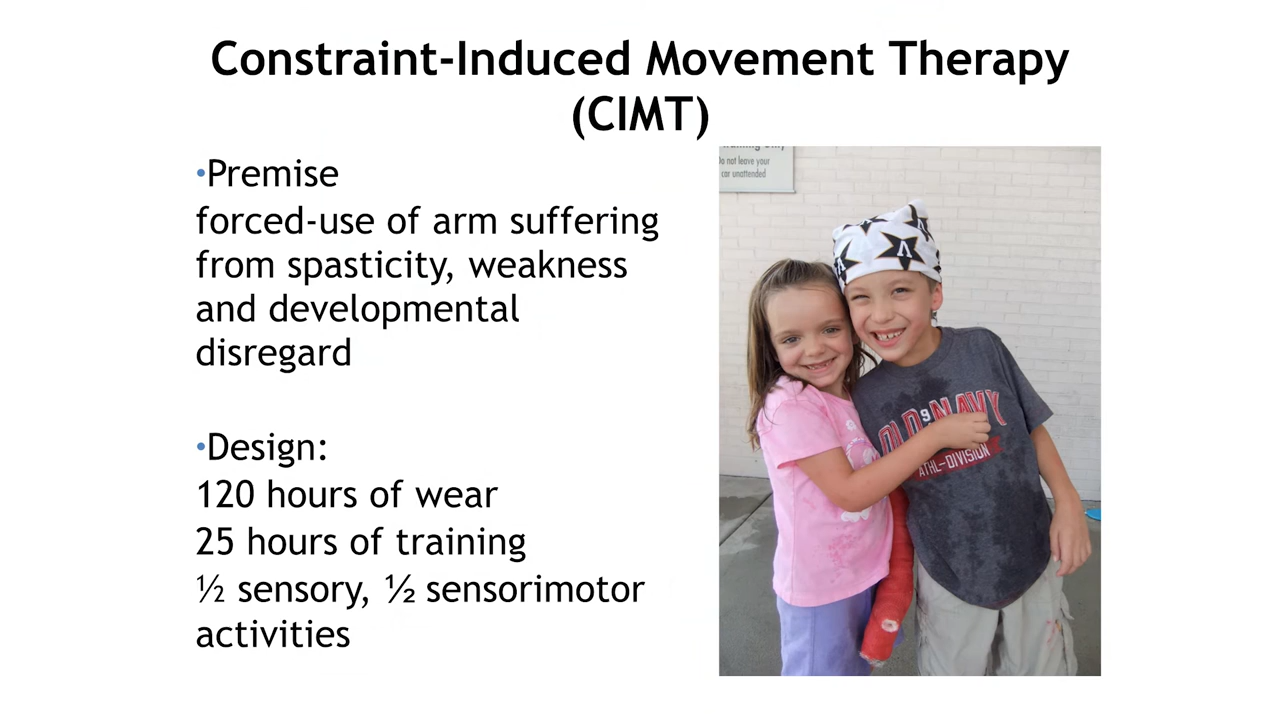 Constraint-Induced Movement Therapy
(CIMT)
•Premise
forced-use of arm suffering
from spasticity, weakness
and developmental
disregard
•Design:
120 hours of wear
25 hours of training
½ sensory, ½ sensorimotor
activities
Do not leave your
car unattended
OLD 9 NAVY
ATHL-DIVISION